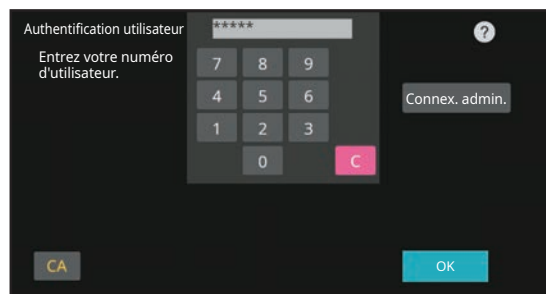 Authentification utilisateur
*****
?
Entrez votre numéro
d'utilisateur.
7 8 9
4 5 6
Connex. admin.
1 2 3
0 C
CA
OK